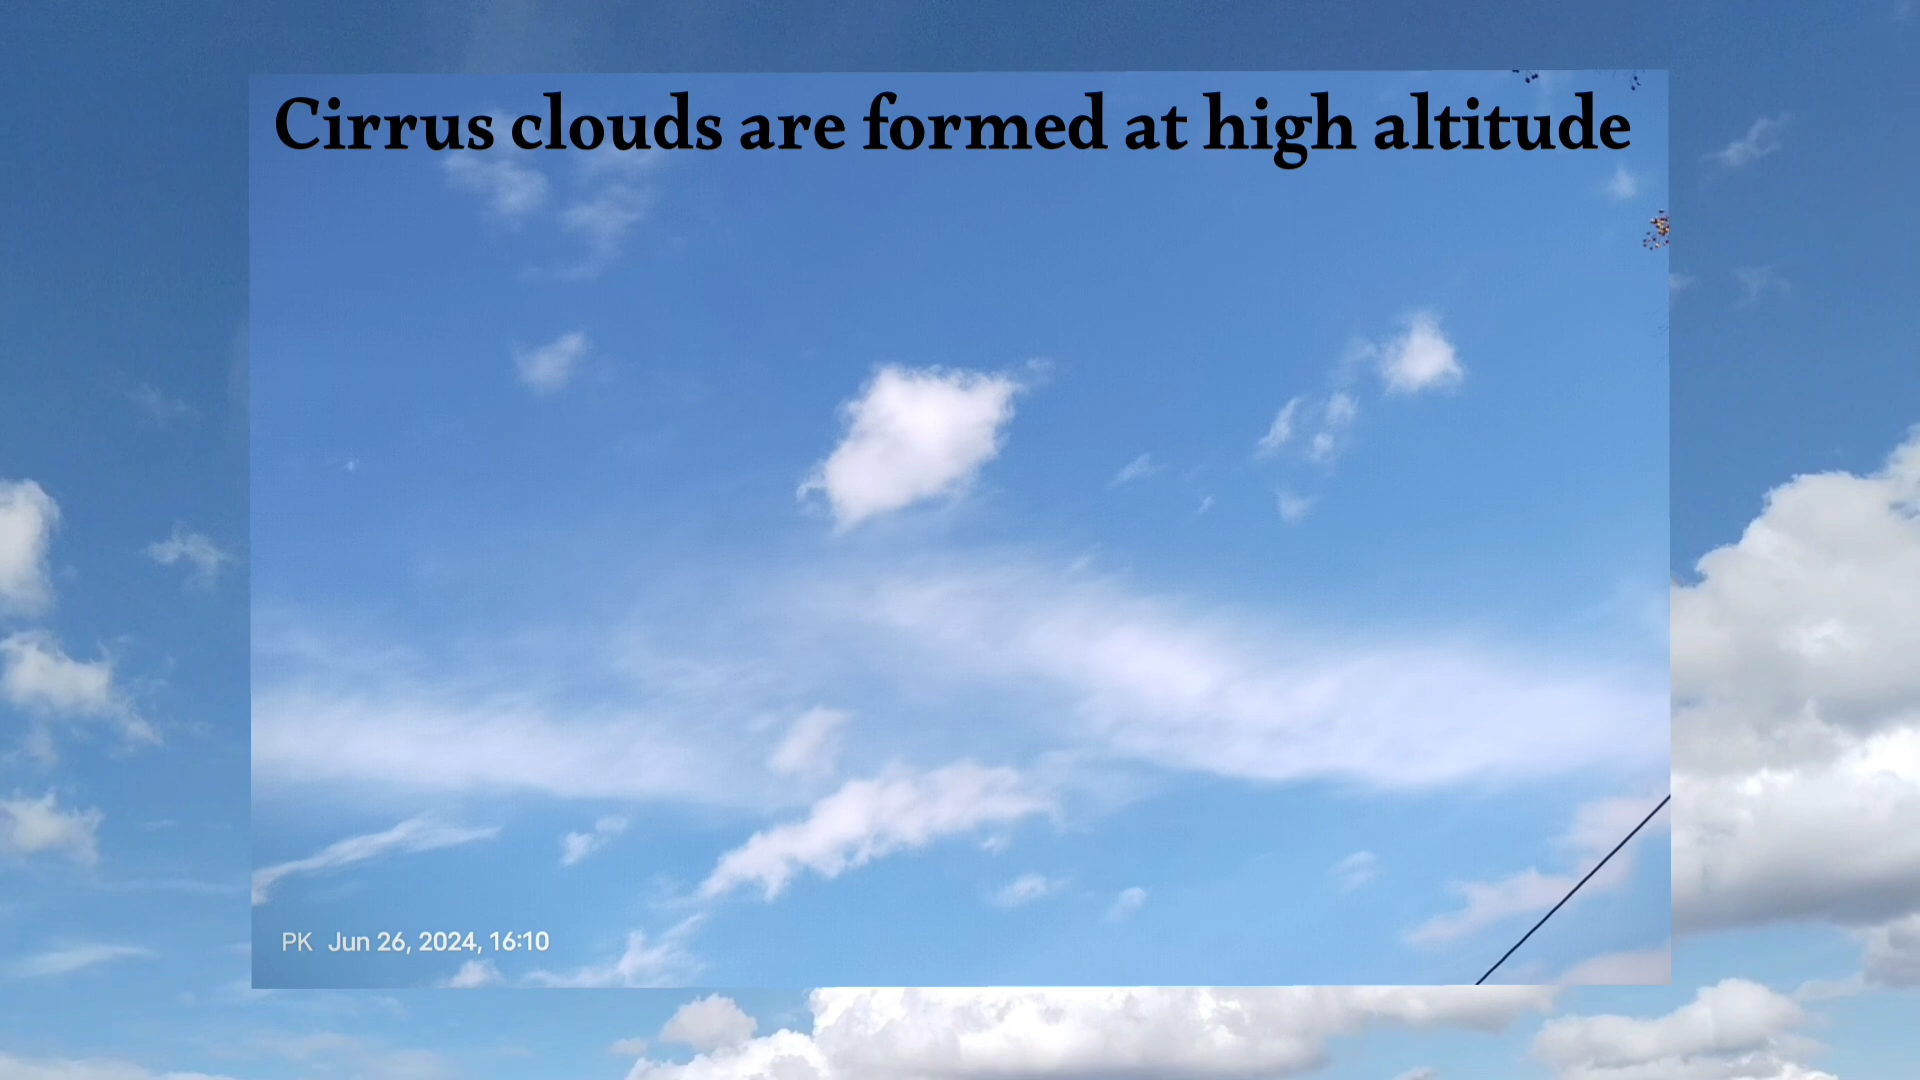 Cirrus clouds are formed at high altitude
PK Jun 26, 2024, 16:10